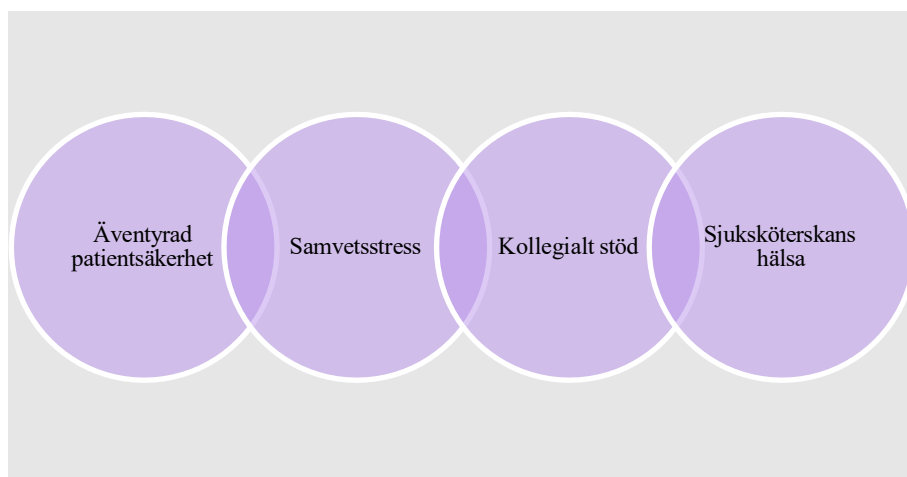 Äventyrad
patientsäkerhet
Samvetsstress
Kollegialt stöd
Sjuksköterskans
hälsa